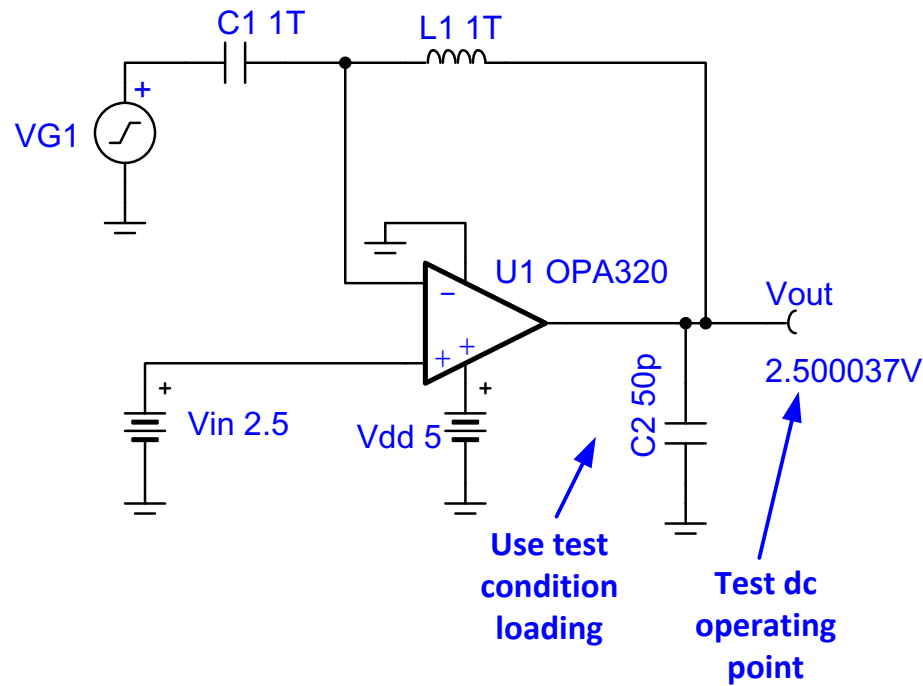 C1 1T
L1 1T
+
VG1
U1 OPA320
−
+
+
Vout
2.500037V
+
Vin 2.5
+
Vdd 5
C2 50p
Use test
condition
loading
Test dc
operating
point